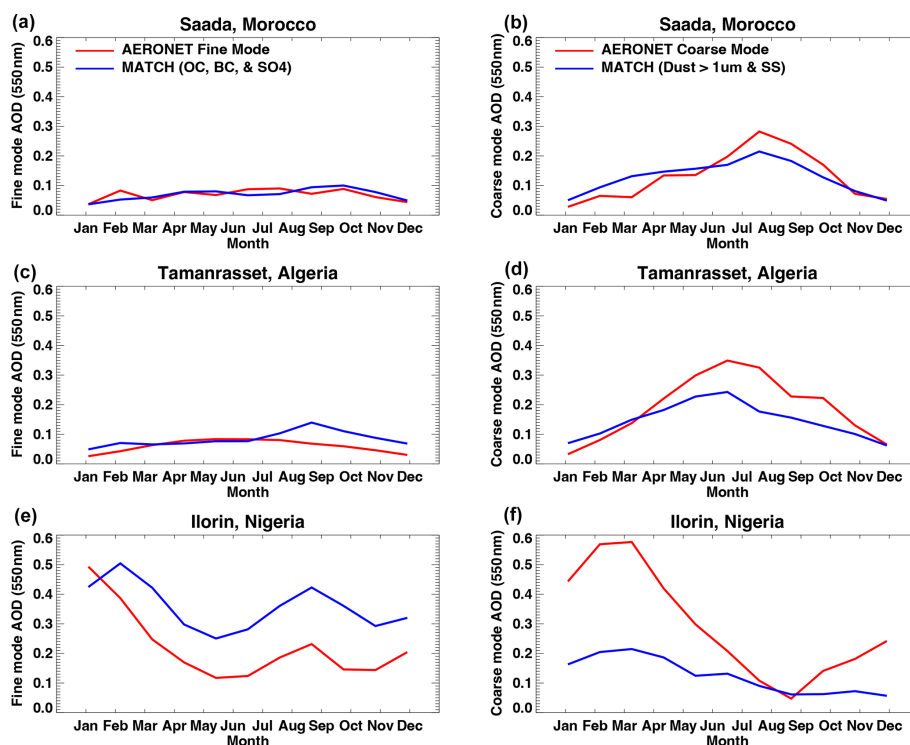 (a)
Saada, Morocco
0.6
0.5
0.4
0.3
0.2
0.1
0.0
Fine mode AOD (550nm)
AERONET Fine Mode
MATCH (OC, BC, & SO4)
Jan Feb Mar Apr May Jun Jul Aug Sep Oct Nov Dec
Month
(b)
Saada, Morocco
0.6
0.5
0.4
0.3
0.2
0.1
0.0
Coarse mode AOD (550nm)
AERONET Coarse Mode
MATCH (Dust > 1um & SS)
Jan Feb Mar Apr May Jun Jul Aug Sep Oct Nov Dec
Month
(c)
Tamanrasset, Algeria
0.6
0.5
0.4
0.3
0.2
0.1
0.0
Fine mode AOD (550nm)
Jan Feb Mar Apr May Jun Jul Aug Sep Oct Nov Dec
Month
(d)
Tamanrasset, Algeria
0.6
0.5
0.4
0.3
0.2
0.1
0.0
Coarse mode AOD (550nm)
Jan Feb Mar Apr May Jun Jul Aug Sep Oct Nov Dec
Month
(e)
Ilorin, Nigeria
0.6
0.5
0.4
0.3
0.2
0.1
0.0
Fine mode AOD (550nm)
Jan Feb Mar Apr May Jun Jul Aug Sep Oct Nov Dec
Month
(f)
Ilorin, Nigeria
0.6
0.5
0.4
0.3
0.2
0.1
0.0
Coarse mode AOD (550nm)
Jan Feb Mar Apr May Jun Jul Aug Sep Oct Nov Dec
Month